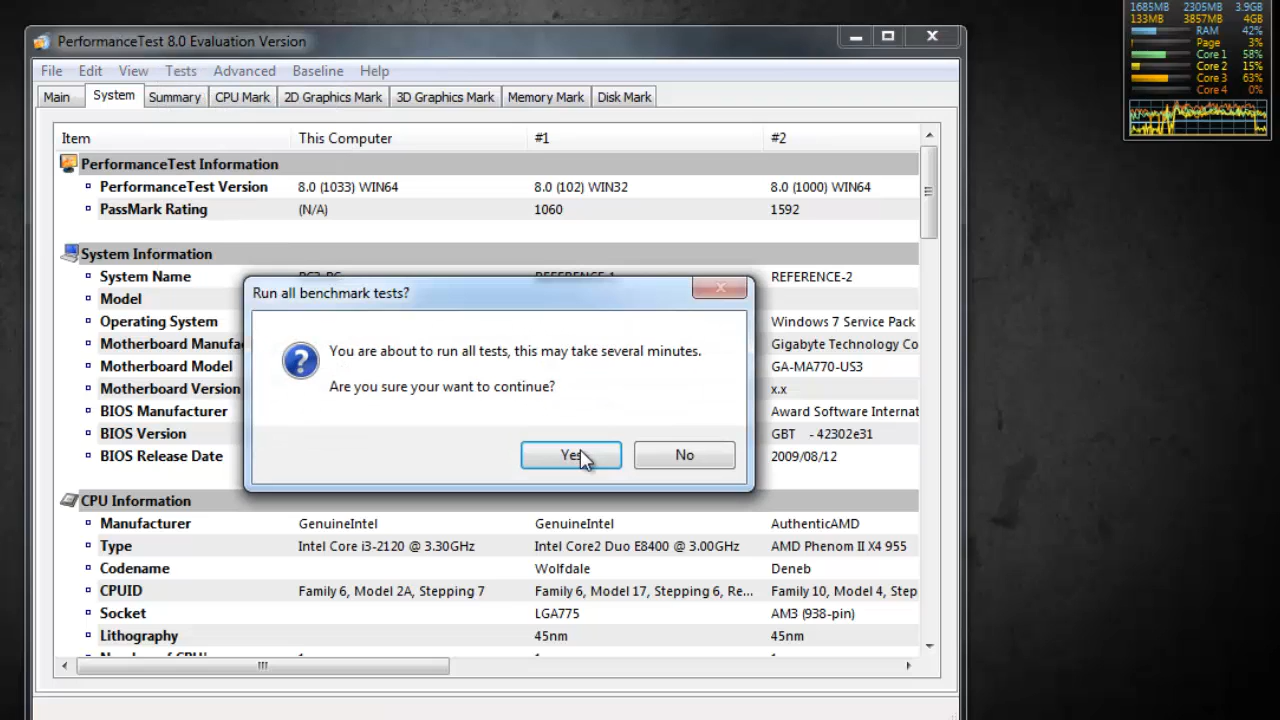 1685MB 2305MB 3.9GB
133MB 3857MB 4GB
RAM 42%
Page 3%
Core 1 58%
Core 2 15%
Core 3 63%
Core 4 0%
PerformanceTest 8.0 Evaluation Version
File Edit View Tests Advanced Baseline Help
Main System Summary CPU Mark 2D Graphics Mark 3D Graphics Mark Memory Mark Disk Mark
Item This Computer #1 #2
PerformanceTest Information
PerformanceTest Version 8.0 (1033) WIN64 8.0 (102) WIN32 8.0 (1000) WIN64
PassMark Rating (N/A) 1060 1592
System Information
System Name PC3-PC REFERENCE-1 REFERENCE-2
Model
Operating System Windows 7 Service Pack
Motherboard Manufa Gigabyte Technology Co
Motherboard Model GA-MA770-US3
Motherboard Version x.x
BIOS Manufacturer Award Software Internat
BIOS Version GBT - 42302e31
BIOS Release Date 2009/08/12
Run all benchmark tests?
You are about to run all tests, this may take several minutes.
Are you sure your want to continue?
Yes No
CPU Information
Manufacturer GenuineIntel GenuineIntel AuthenticAMD
Type Intel Core i3-2120 @ 3.30GHz Intel Core2 Duo E8400 @ 3.00GHz AMD Phenom II X4 955
Codename Wolfdale Deneb
CPUID Family 6, Model 2A, Stepping 7 Family 6, Model 17, Stepping 6, Re... Family 10, Model 4, Step
Socket LGA775 AM3 (938-pin)
Lithography 45nm 45nm